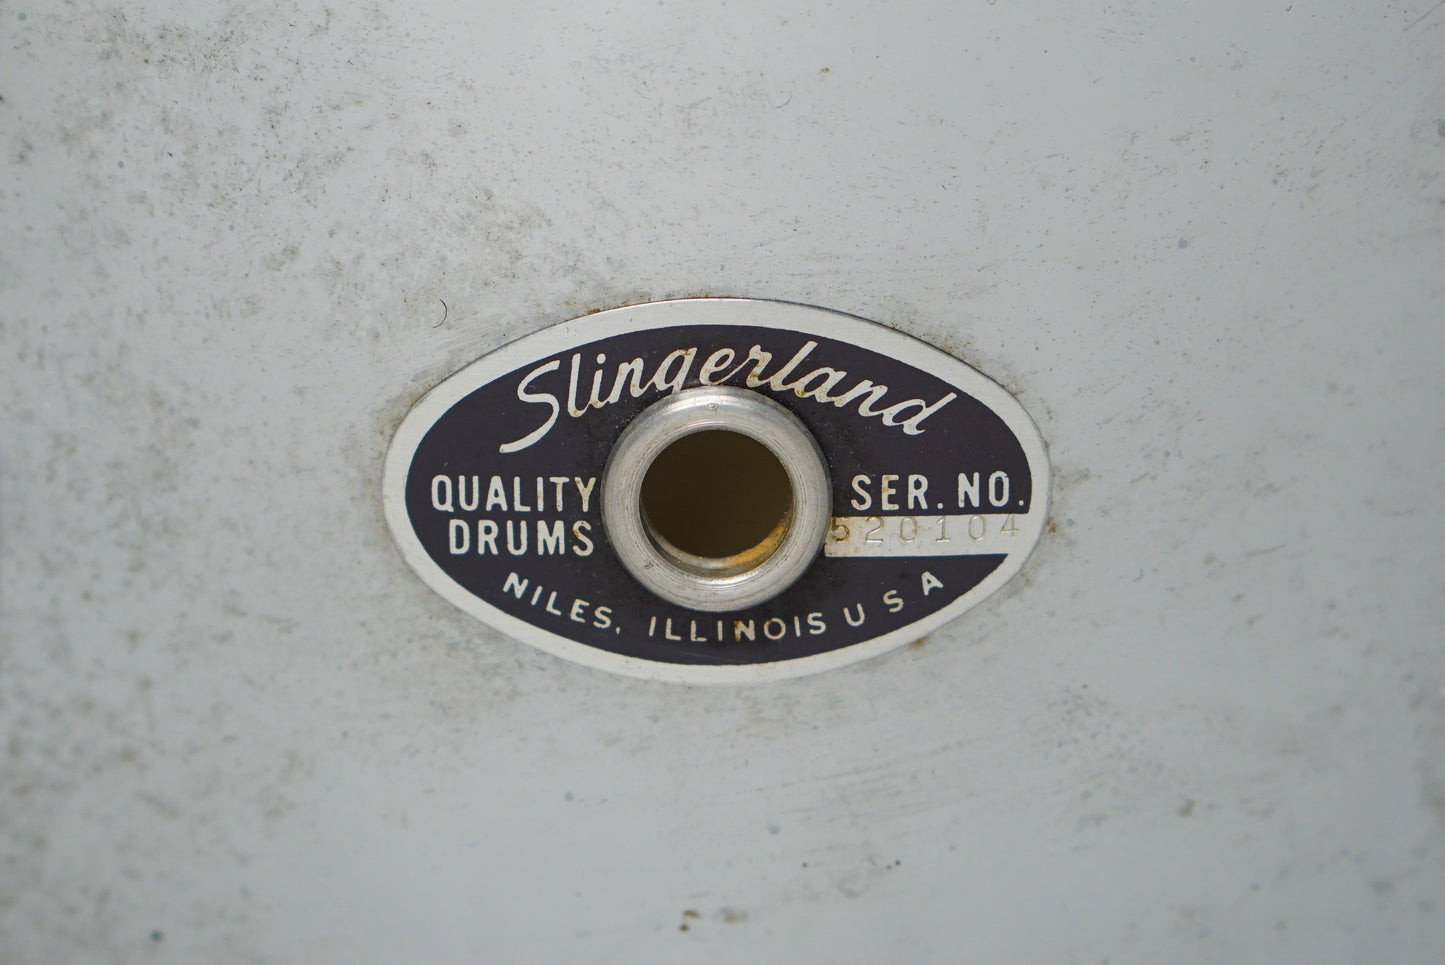 Slingerland
QUALITY
DRUMS
SER. NO.
520104
NILES, ILLINOIS U S A